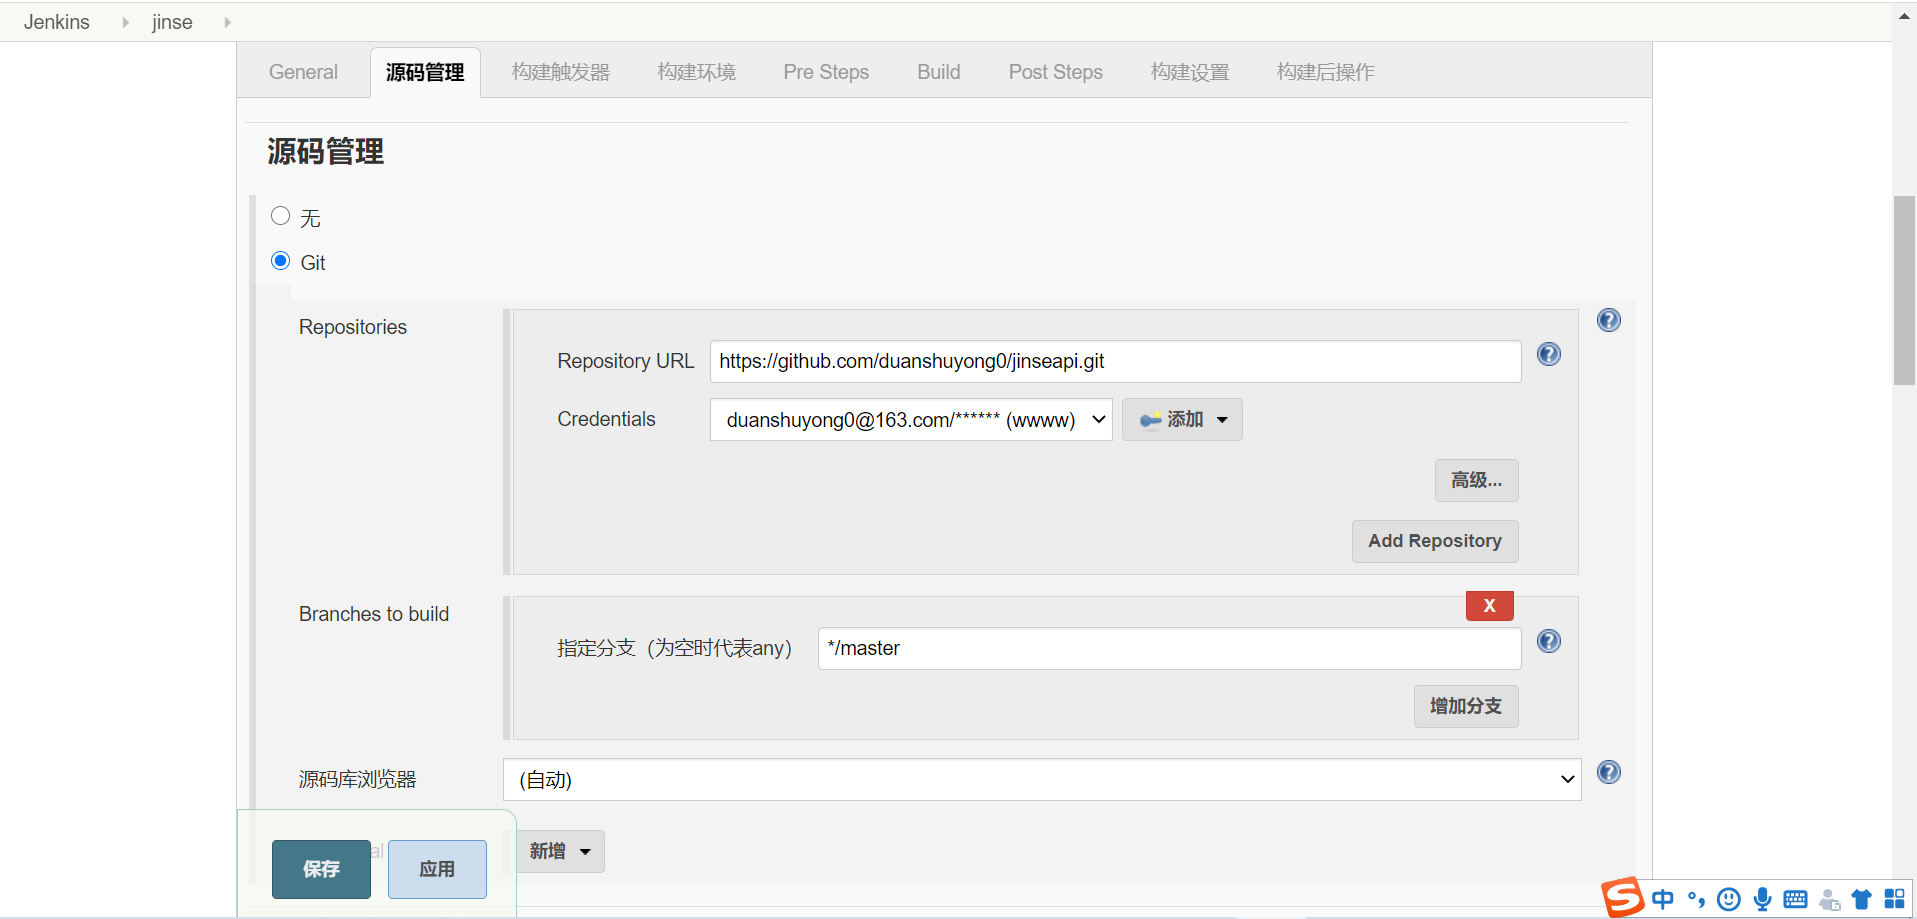 Jenkins jinse
General 源码管理 构建触发器 构建环境 Pre Steps Build Post Steps 构建设置 构建后操作
源码管理
无
Git
Repositories
Repository URL https://github.com/duanshuyong0/jinseapi.git
Credentials duanshuyong0@163.com/****** (wwww) 添加
高级...
Add Repository
Branches to build
X
指定分支（为空时代表any） */master
增加分支
源码库浏览器 (自动)
al 新增
保存 应用
中